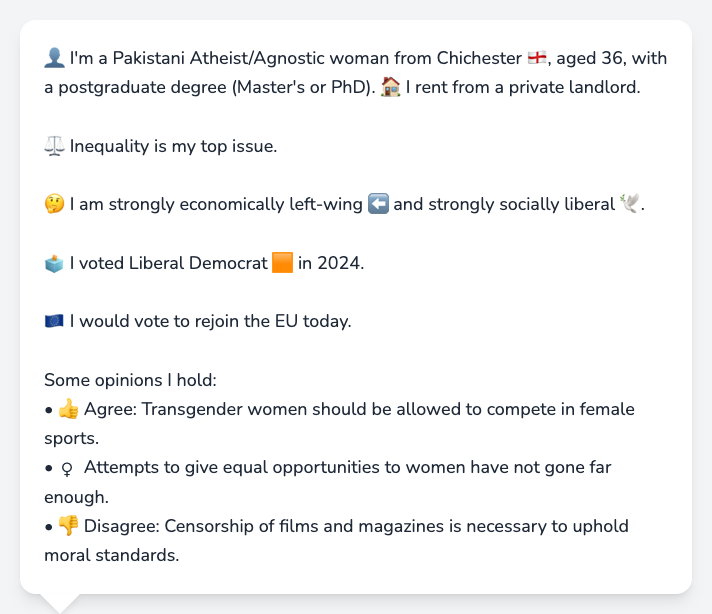 👤 I'm a Pakistani Atheist/Agnostic woman from Chichester 🏴󠁧󠁢󠁥󠁮󠁧󠁿, aged 36, with
a postgraduate degree (Master's or PhD). 🏠 I rent from a private landlord.
⚖️ Inequality is my top issue.
🤔 I am strongly economically left-wing ⬅️ and strongly socially liberal 🕊️.
🗳️ I voted Liberal Democrat 🟧 in 2024.
🇪🇺 I would vote to rejoin the EU today.
Some opinions I hold:
• 👍 Agree: Transgender women should be allowed to compete in female
sports.
• ♀ Attempts to give equal opportunities to women have not gone far
enough.
• 👎 Disagree: Censorship of films and magazines is necessary to uphold
moral standards.